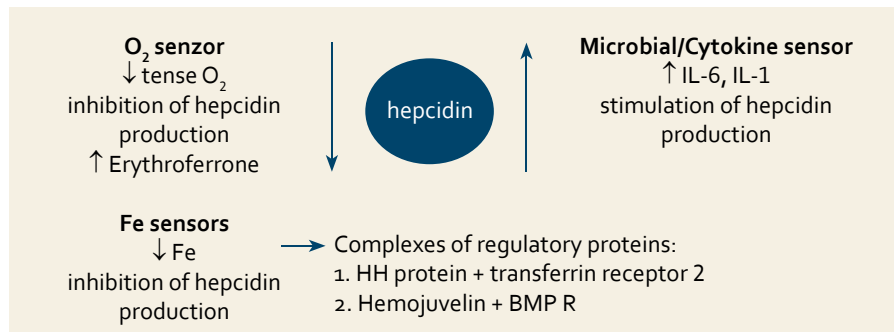 O₂ senzor
↓ tense O₂
inhibition of hepcidin
production
↑ Erythroferrone
hepcidin
Microbial/Cytokine sensor
↑ IL-6, IL-1
stimulation of hepcidin
production
Fe sensors
↓ Fe
inhibition of hepcidin
production
Complexes of regulatory proteins:
1. HH protein + transferrin receptor 2
2. Hemojuvelin + BMP R